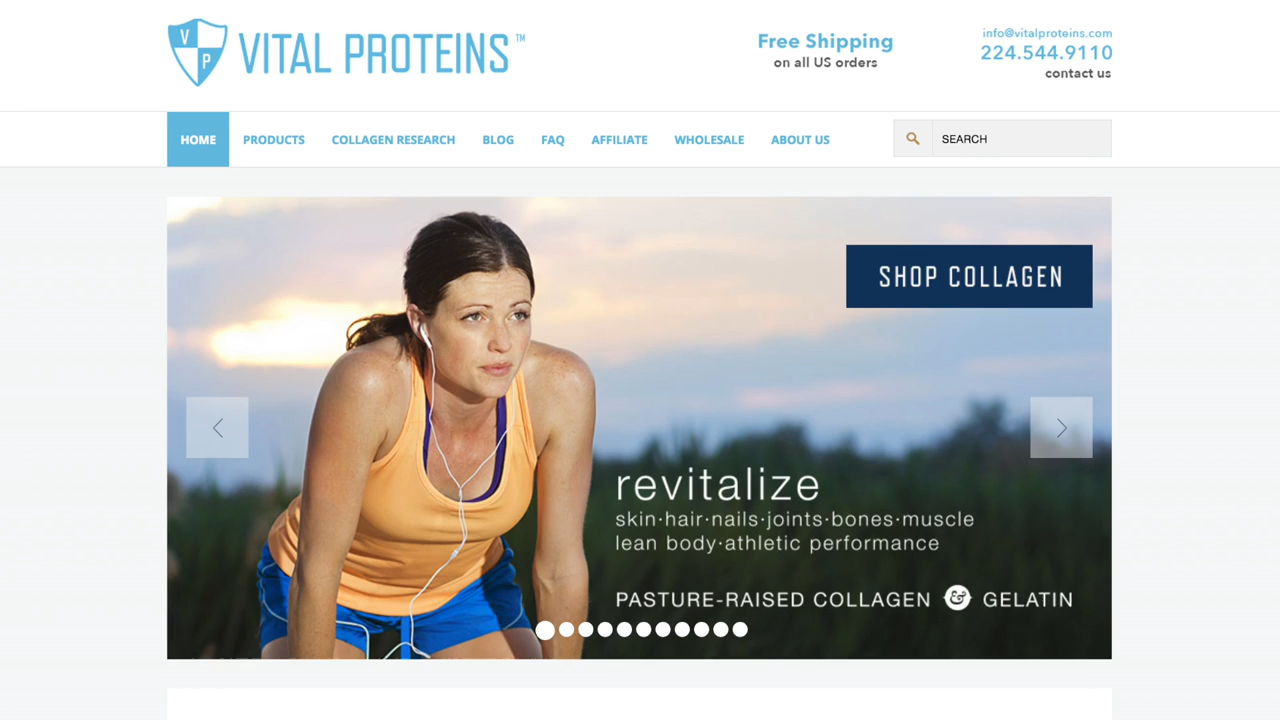 V
P
VITAL PROTEINS™
Free Shipping
on all US orders
info@vitalproteins.com
224.544.9110
contact us
HOME
PRODUCTS
COLLAGEN RESEARCH
BLOG
FAQ
AFFILIATE
WHOLESALE
ABOUT US
SEARCH
SHOP COLLAGEN
revitalize
skin·hair·nails·joints·bones·muscle
lean body·athletic performance
PASTURE-RAISED COLLAGEN & GELATIN